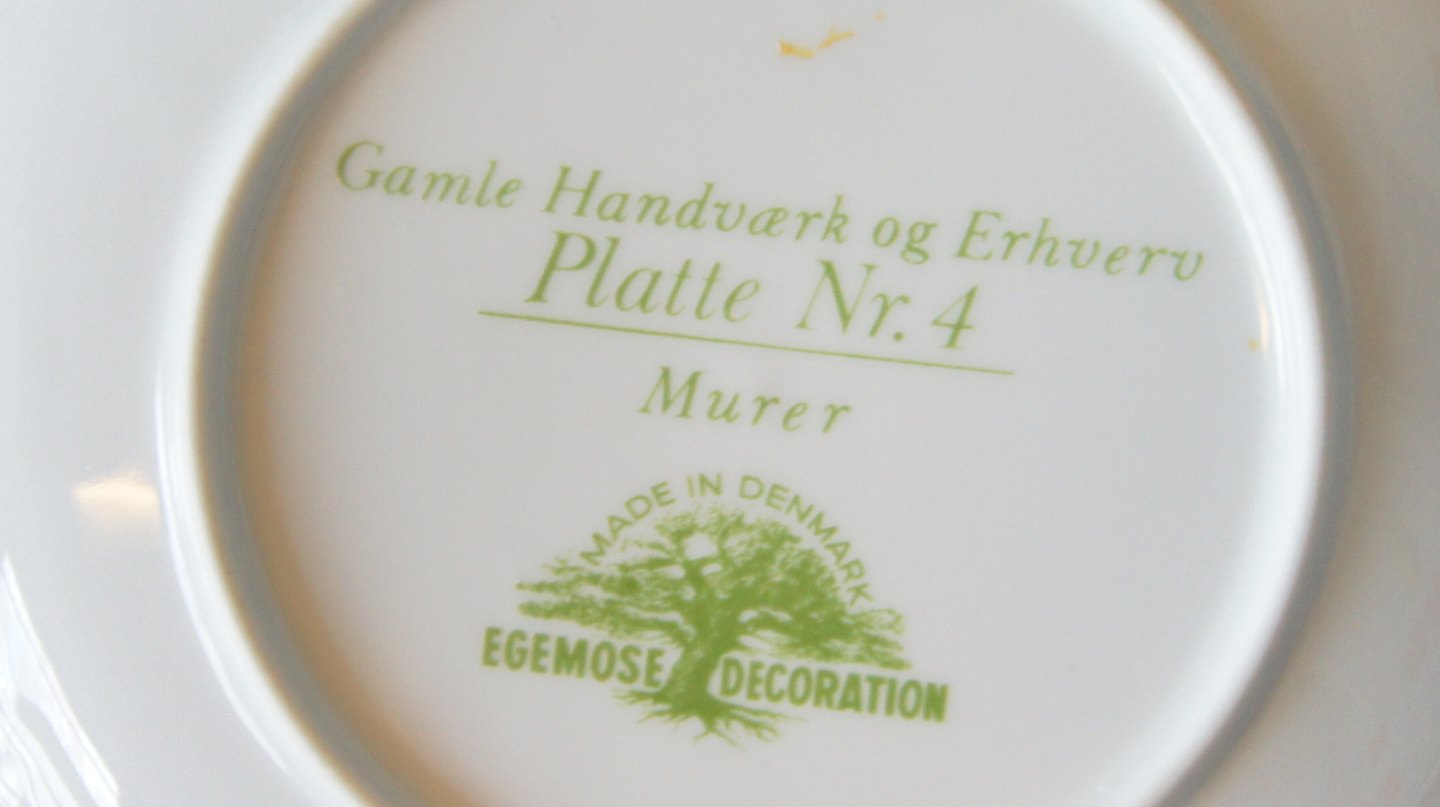 Gamle Handværk og Erhverv
Platte Nr. 4
Murer
MADE IN DENMARK
EGEMOSE DECORATION